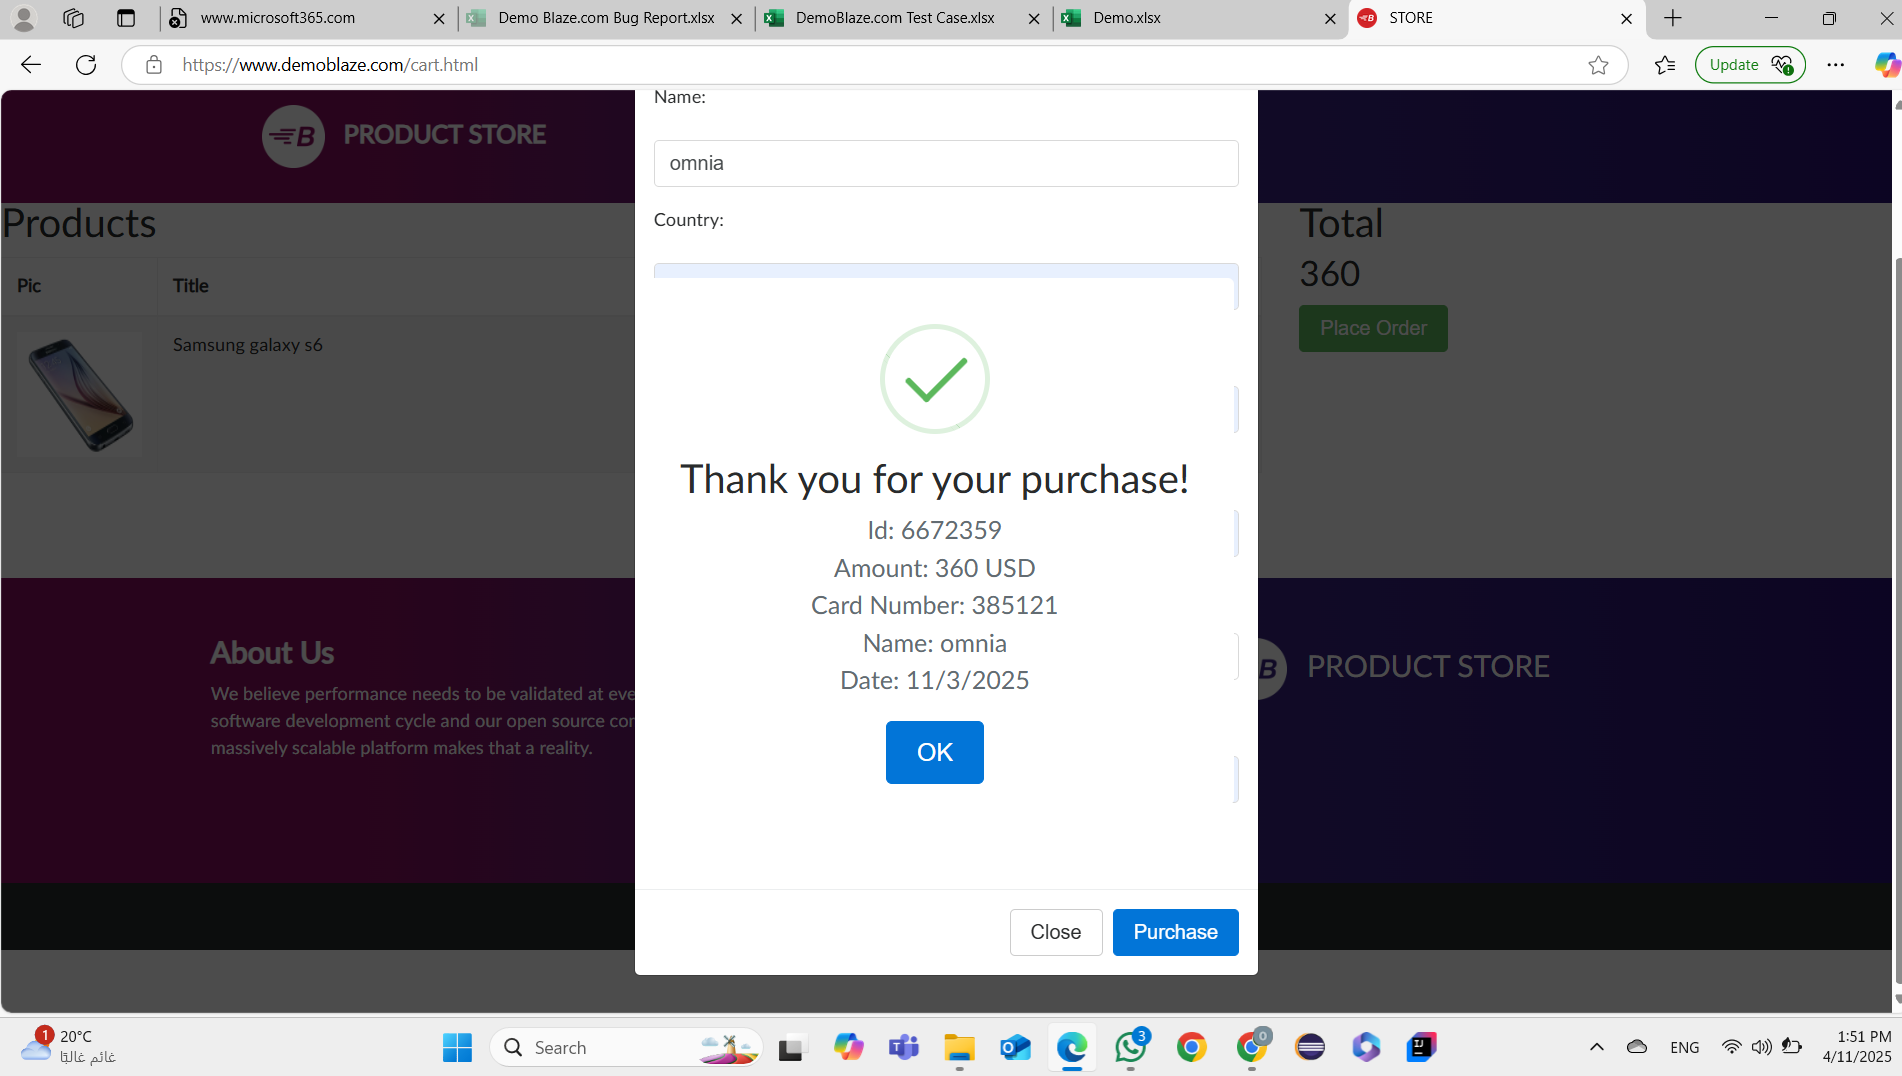 www.microsoft365.com
Demo Blaze.com Bug Report.xlsx
DemoBlaze.com Test Case.xlsx
Demo.xlsx
STORE
https://www.demoblaze.com/cart.html
Update
PRODUCT STORE
Name:
omnia
Country:
Products
Pic
Title
Samsung galaxy s6
Total
360
Place Order
Thank you for your purchase!
Id: 6672359
Amount: 360 USD
Card Number: 385121
Name: omnia
Date: 11/3/2025
OK
Close
Purchase
About Us
We believe performance needs to be validated at eve
software development cycle and our open source cor
massively scalable platform makes that a reality.
B PRODUCT STORE
1
20°C
غائم غالبًا
Search
3
0
ENG
1:51 PM
4/11/2025